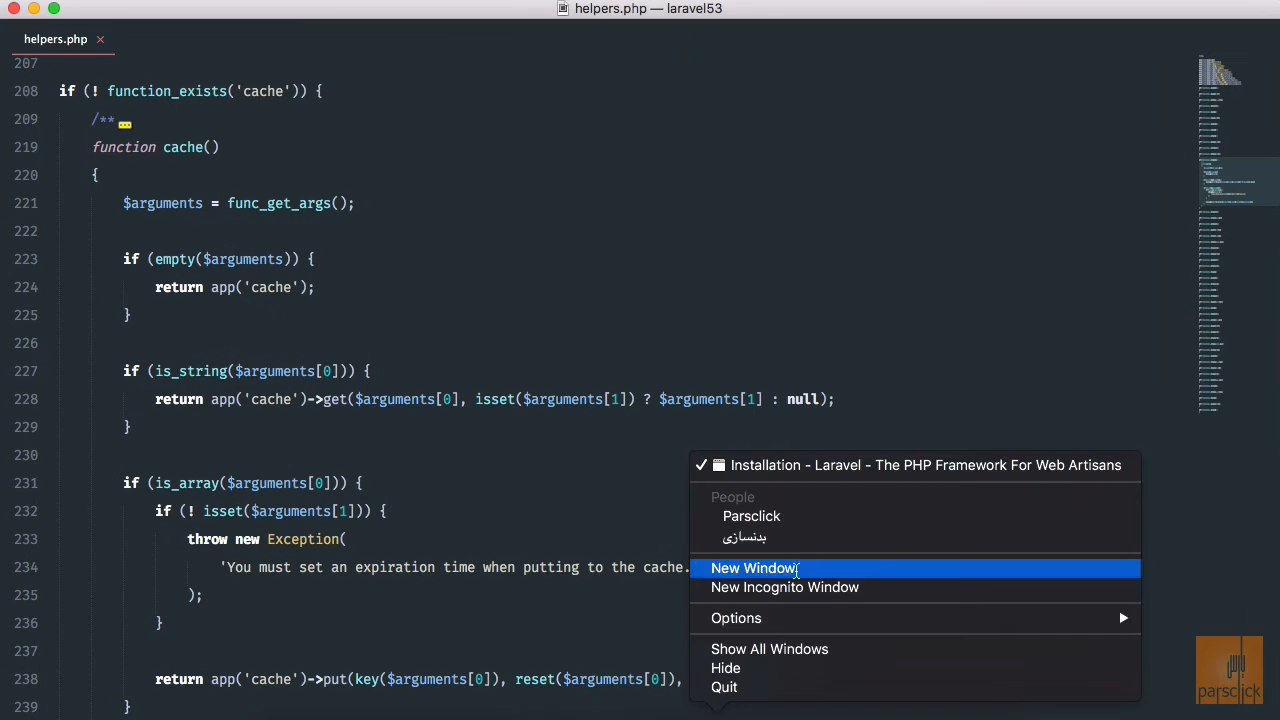 helpers.php — laravel53
helpers.php ×
207
208 if (! function_exists('cache')) {
209 /**
219 function cache()
220 {
221 $arguments = func_get_args();
222
223 if (empty($arguments)) {
224 return app('cache');
225 }
226
227 if (is_string($arguments[0])) {
228 return app('cache')->get($arguments[0], isset($arguments[1]) ? $arguments[1] : null);
229 }
230
231 if (is_array($arguments[0])) {
232 if (! isset($arguments[1])) {
233 throw new Exception(
234 'You must set an expiration time when putting to the cache.
235 );
236 }
237
238 return app('cache')->put(key($arguments[0]), reset($arguments[0]),
239 }
✓ Installation - Laravel - The PHP Framework For Web Artisans
People
Parsclick
بدنسازی
New Window
New Incognito Window
Options
Show All Windows
Hide
Quit
parsclick